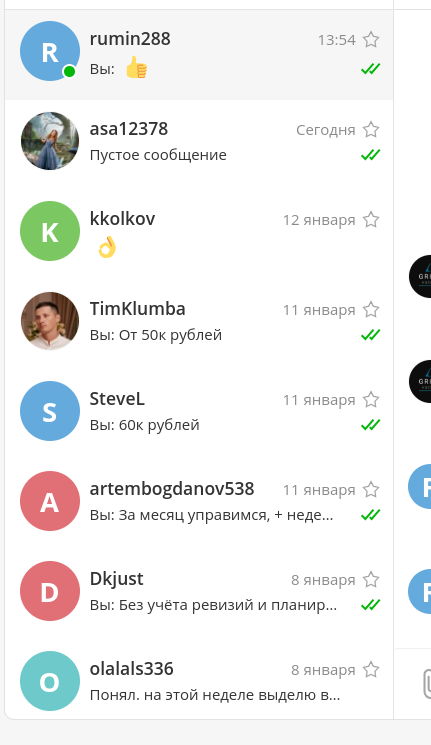 R
rumin288
13:54
Вы: 👍
asa12378
Сегодня
Пустое сообщение
K
kkolkov
12 января
👌
TimKlumba
11 января
Вы: От 50к рублей
S
SteveL
11 января
Вы: 60к рублей
A
artembogdanov538
11 января
Вы: За месяц управимся, + неде...
D
Dkjust
8 января
Вы: Без учёта ревизий и планир...
O
olalals336
8 января
Понял. на этой неделе выделю в...